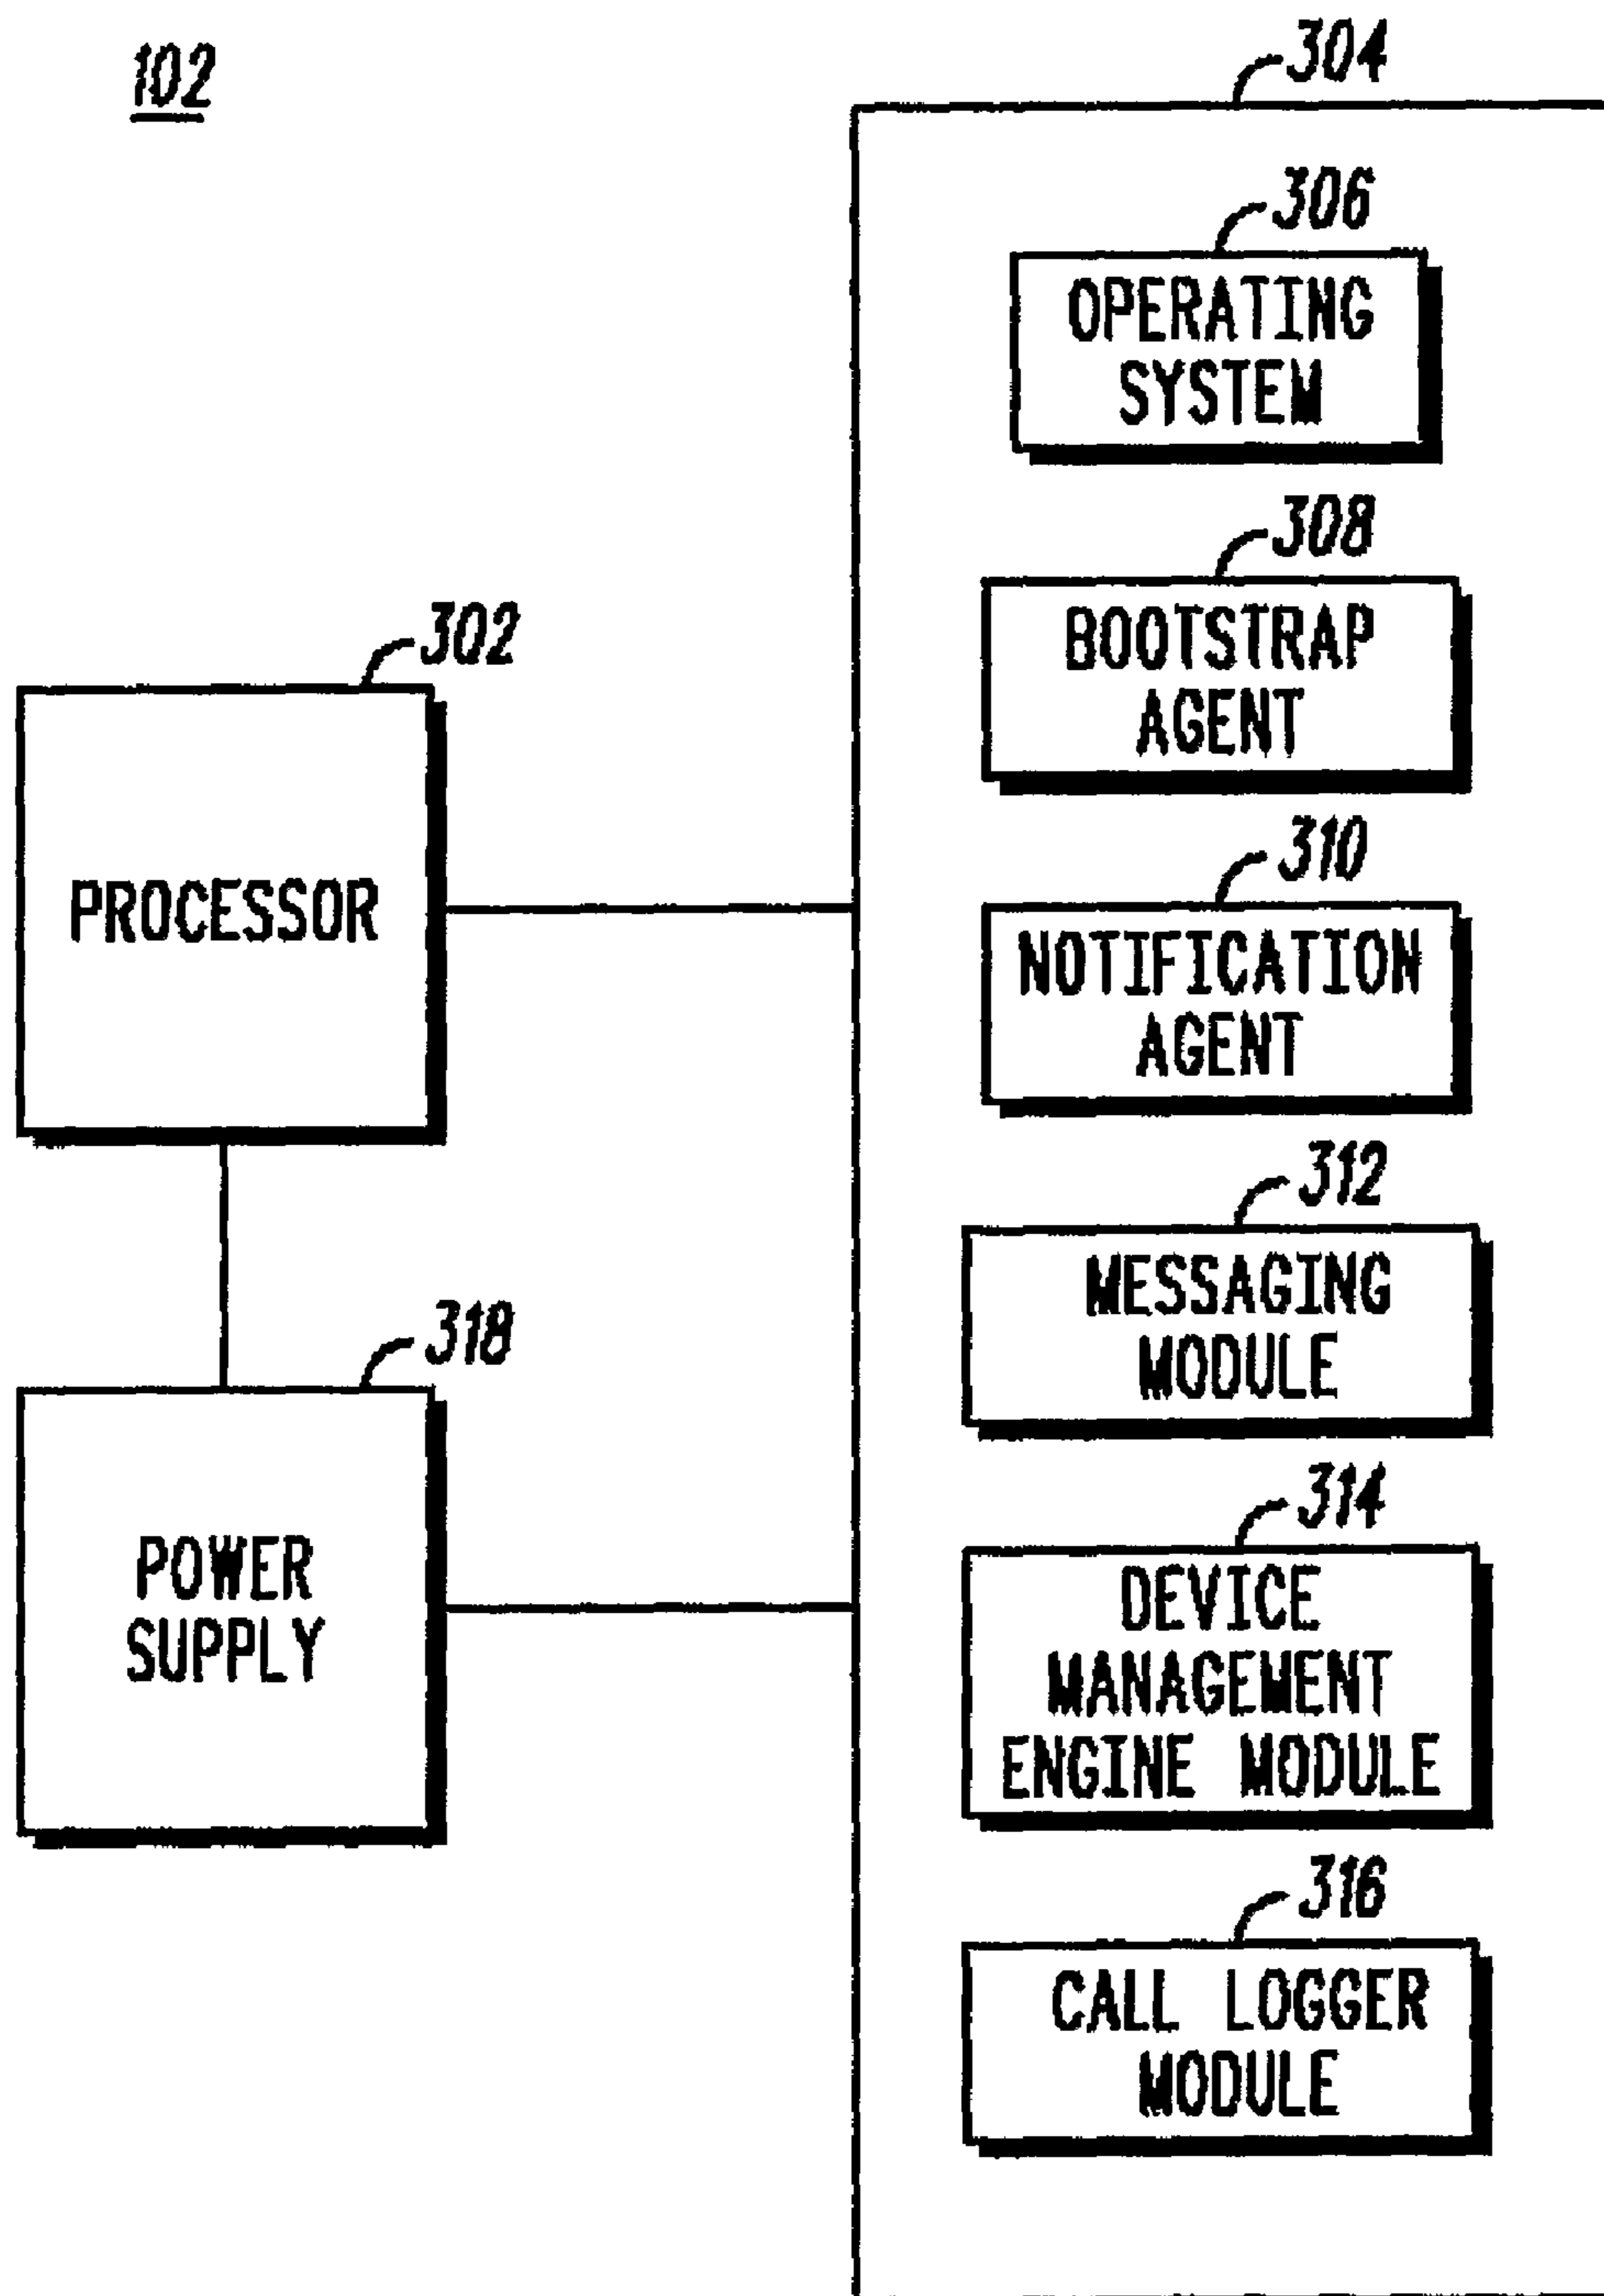 102
304
306
OPERATING
SYSTEM
308
BOOTSTRAP
AGENT
302
PROCESSOR
310
NOTIFICATION
AGENT
312
MESSAGING
MODULE
318
POWER
SUPPLY
314
DEVICE
MANAGEMENT
ENGINE MODULE
316
CALL LOGGER
MODULE